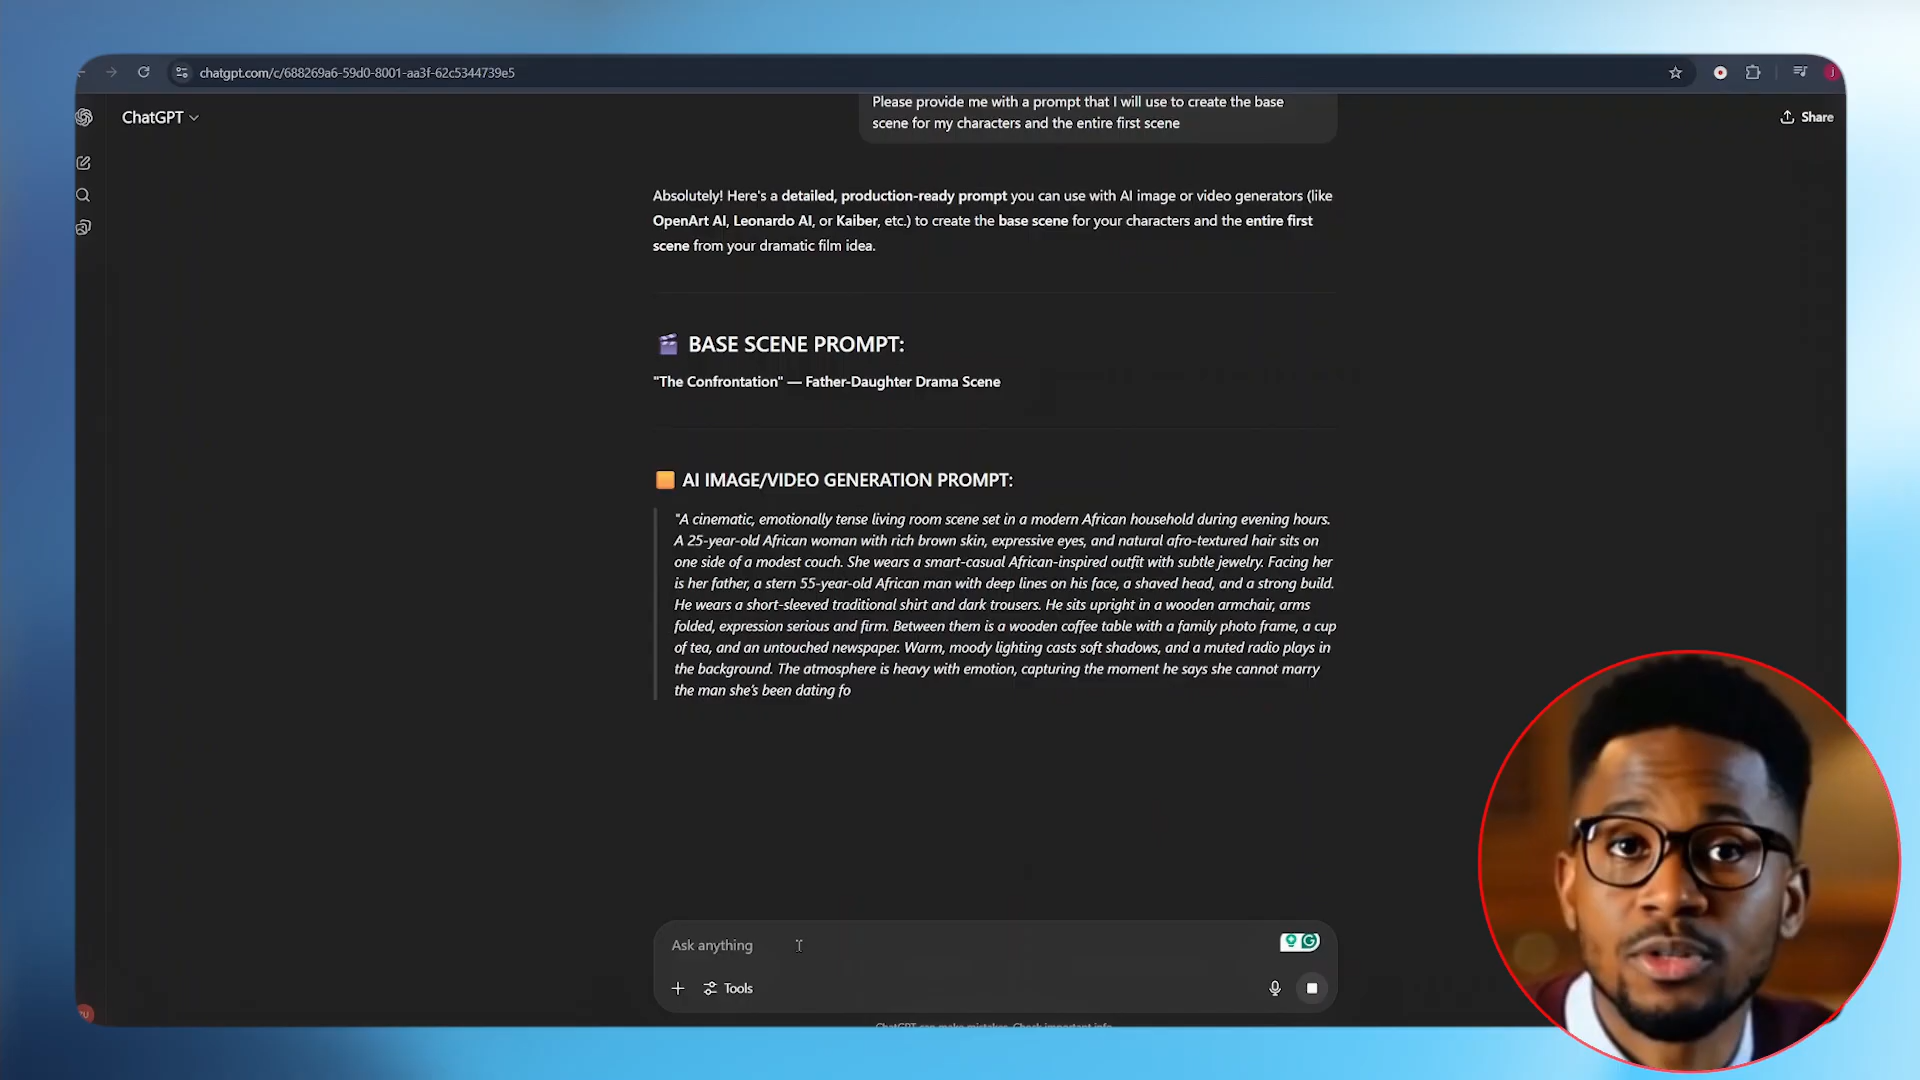 chatgpt.com/c/688269a6-59d0-8001-aa3f-62c5344739e5
J
ChatGPT
Share
Please provide me with a prompt that I will use to create the base
scene for my characters and the entire first scene
Absolutely! Here's a detailed, production-ready prompt you can use with AI image or video generators (like
OpenArt AI, Leonardo AI, or Kaiber, etc.) to create the base scene for your characters and the entire first
scene from your dramatic film idea.
BASE SCENE PROMPT:
"The Confrontation" — Father-Daughter Drama Scene
AI IMAGE/VIDEO GENERATION PROMPT:
"A cinematic, emotionally tense living room scene set in a modern African household during evening hours.
A 25-year-old African woman with rich brown skin, expressive eyes, and natural afro-textured hair sits on
one side of a modest couch. She wears a smart-casual African-inspired outfit with subtle jewelry. Facing her
is her father, a stern 55-year-old African man with deep lines on his face, a shaved head, and a strong build.
He wears a short-sleeved traditional shirt and dark trousers. He sits upright in a wooden armchair, arms
folded, expression serious and firm. Between them is a wooden coffee table with a family photo frame, a cup
of tea, and an untouched newspaper. Warm, moody lighting casts soft shadows, and a muted radio plays in
the background. The atmosphere is heavy with emotion, capturing the moment he says she cannot marry
the man she's been dating fo
Ask anything
Tools
ChatGPT can make mistakes. Check important info.